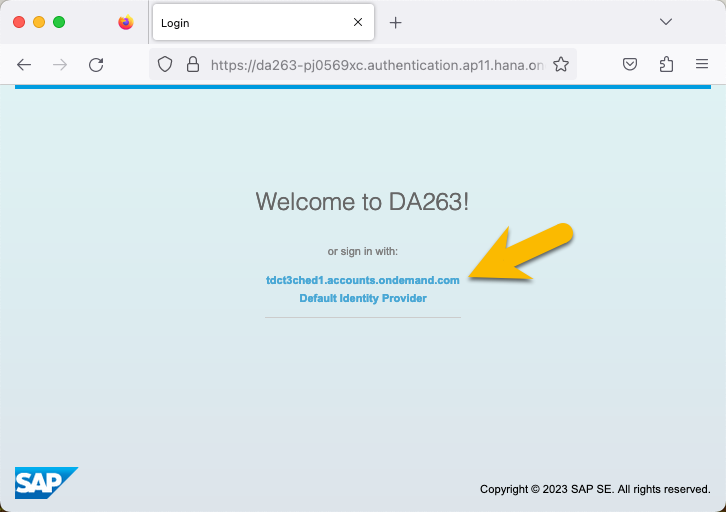 Login
https://da263-pj0569xc.authentication.ap11.hana.on
Welcome to DA263!
or sign in with:
tdct3ched1.accounts.ondemand.com
Default Identity Provider
SAP
Copyright © 2023 SAP SE. All rights reserved.